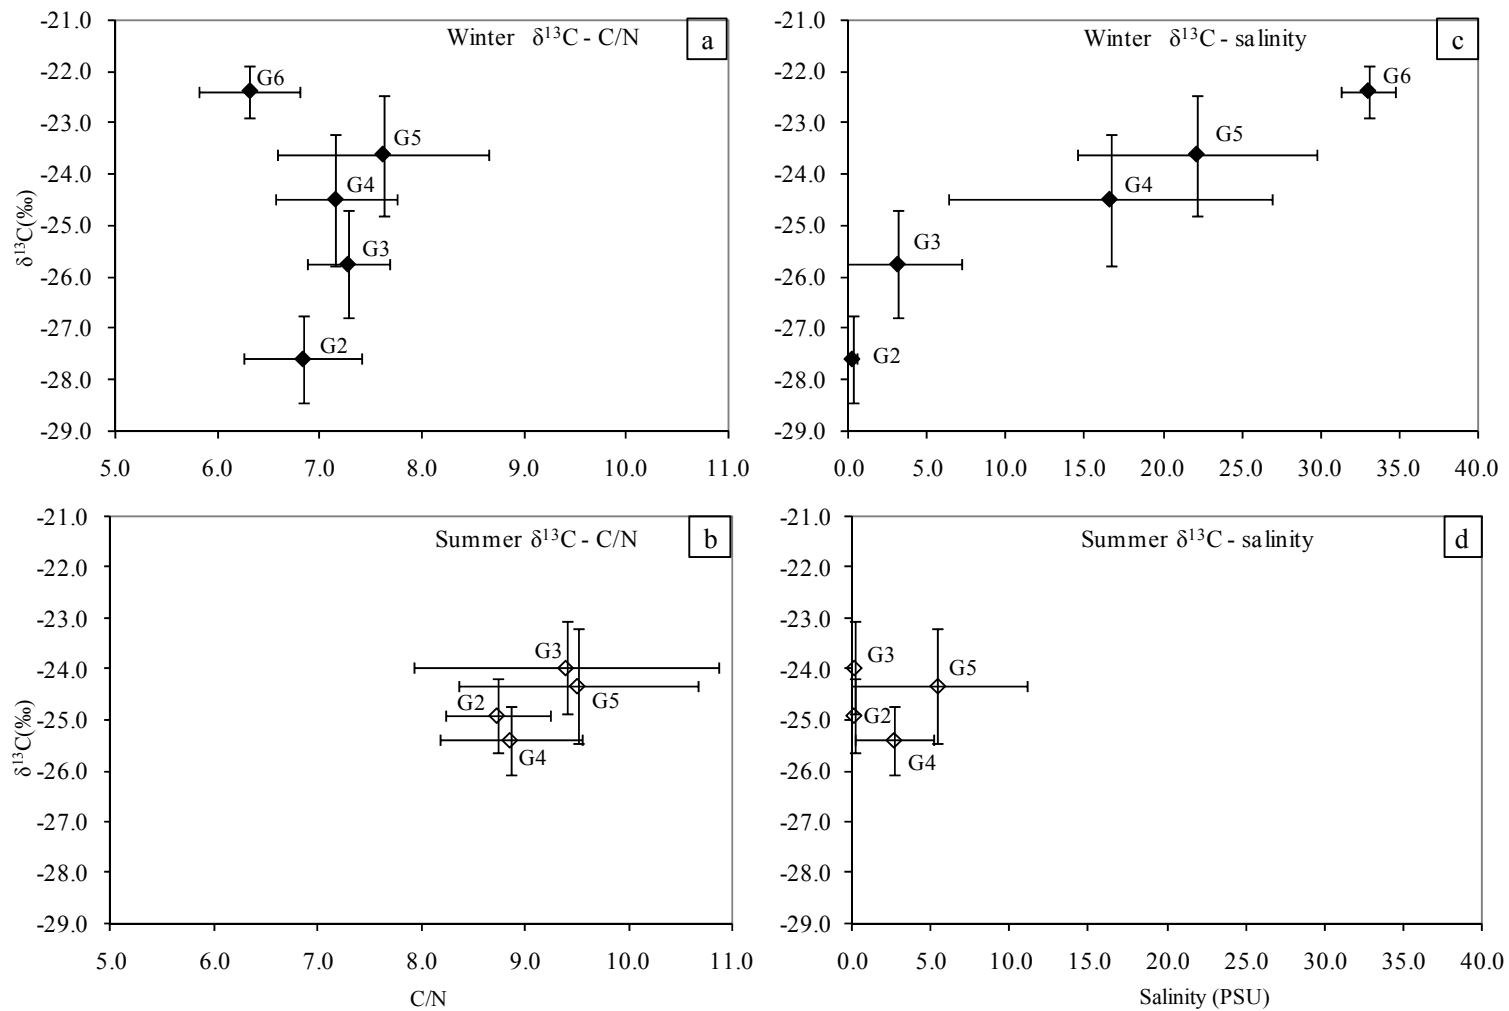 Winter δ¹³C - C/N
a
-21.0
-22.0
-23.0
-24.0
-25.0
-26.0
-27.0
-28.0
-29.0
δ¹³C(‰)
G6
G5
G4
G3
G2
5.0 6.0 7.0 8.0 9.0 10.0 11.0
Winter δ¹³C - salinity
c
-21.0
-22.0
-23.0
-24.0
-25.0
-26.0
-27.0
-28.0
-29.0
G6
G5
G4
G3
G2
0.0 5.0 10.0 15.0 20.0 25.0 30.0 35.0 40.0
Summer δ¹³C - C/N
b
-21.0
-22.0
-23.0
-24.0
-25.0
-26.0
-27.0
-28.0
-29.0
δ¹³C(‰)
G3
G5
G2
G4
5.0 6.0 7.0 8.0 9.0 10.0 11.0
C/N
Summer δ¹³C - salinity
d
-21.0
-22.0
-23.0
-24.0
-25.0
-26.0
-27.0
-28.0
-29.0
G3
G5
G2
G4
0.0 5.0 10.0 15.0 20.0 25.0 30.0 35.0 40.0
Salinity (PSU)